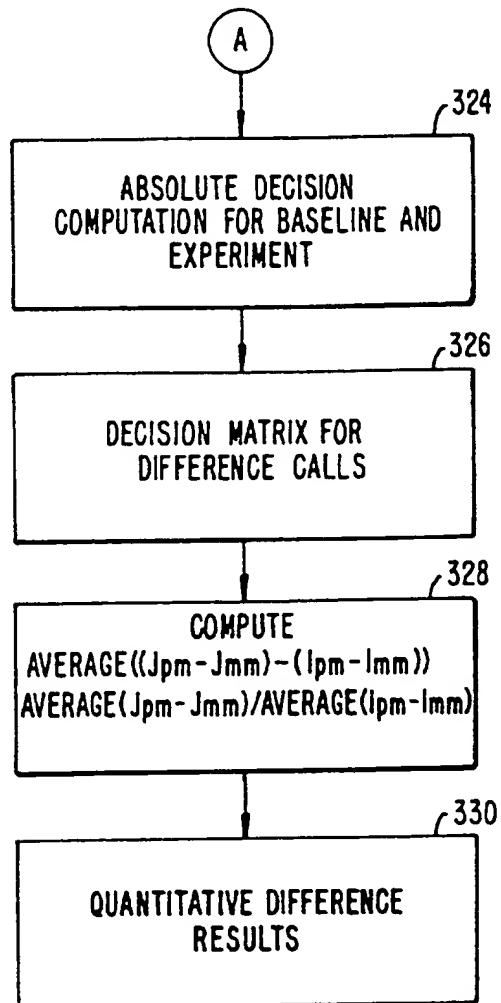 A
324
ABSOLUTE DECISION
COMPUTATION FOR BASELINE AND
EXPERIMENT
326
DECISION MATRIX FOR
DIFFERENCE CALLS
328
COMPUTE
AVERAGE((Jpm-Jmm)-(Ipm-Imm))
AVERAGE(Jpm-Jmm)/AVERAGE(Ipm-Imm)
330
QUANTITATIVE DIFFERENCE
RESULTS